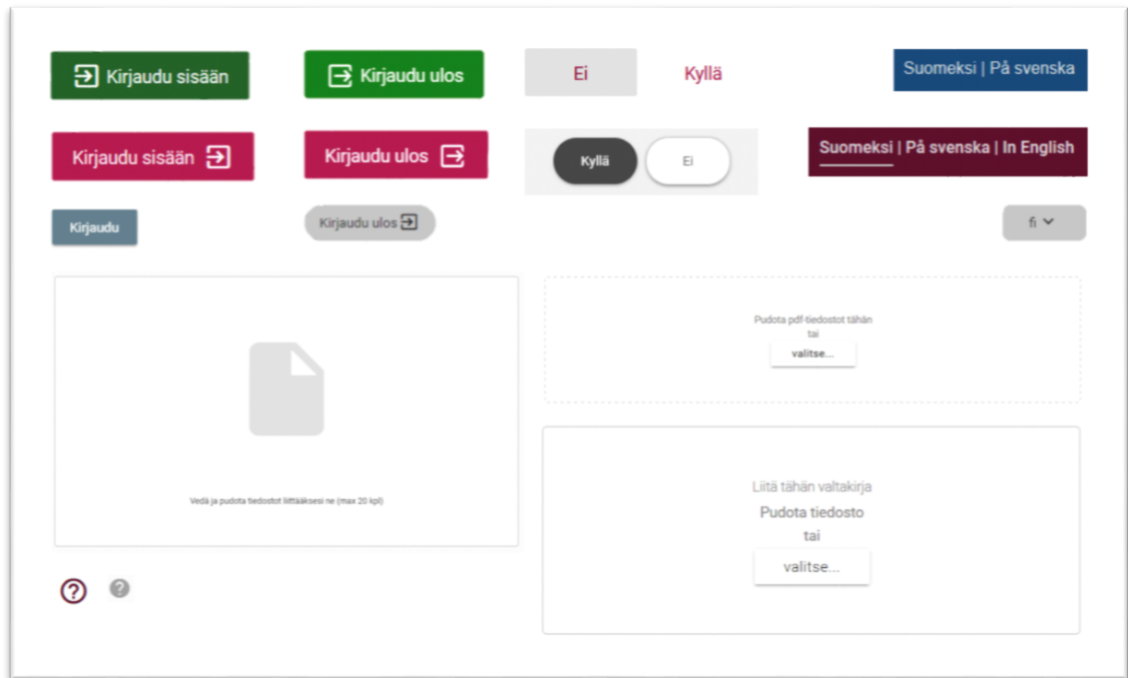 Kirjaudu sisään
Kirjaudu ulos
Ei
Kyllä
Suomeksi | På svenska
Kirjaudu sisään
Kirjaudu ulos
Kyllä
Ei
Suomeksi | På svenska | In English
Kirjaudu
Kirjaudu ulos
fi
Pudota pdf-tiedostot tähän
tai
valitse...
Vedä ja pudota tiedostot liittääksesi ne (max 20 kpl)
Liitä tähän valtakirja
Pudota tiedosto
tai
valitse...
?
?